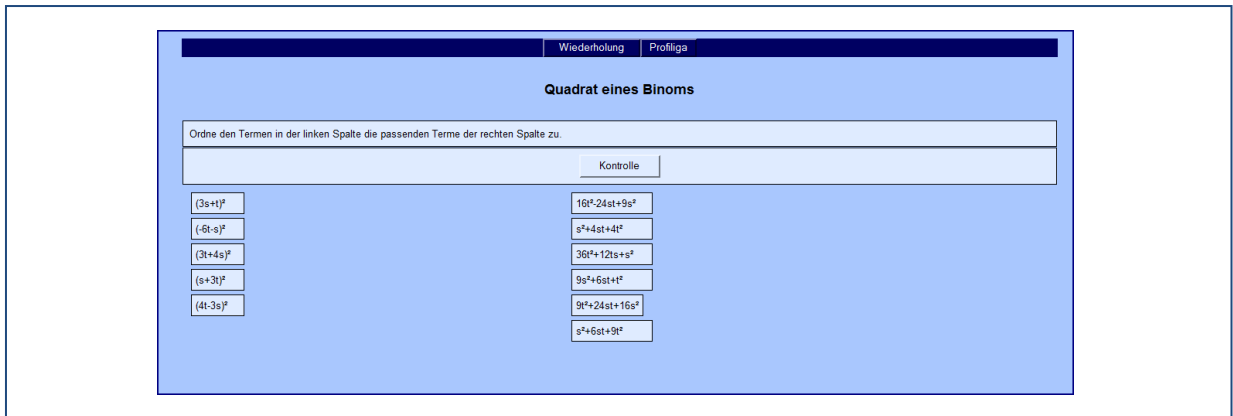 Wiederholung Profiliga
Quadrat eines Binoms
Ordne den Termen in der linken Spalte die passenden Terme der rechten Spalte zu.
Kontrolle
(3s+t)² 16t²-24st+9s²
(-6t-s)² s²+4st+4t²
(3t+4s)² 36t²+12ts+s²
(s+3t)² 9s²+6st+t²
(4t-3s)² 9t²+24st+16s²
s²+6st+9t²